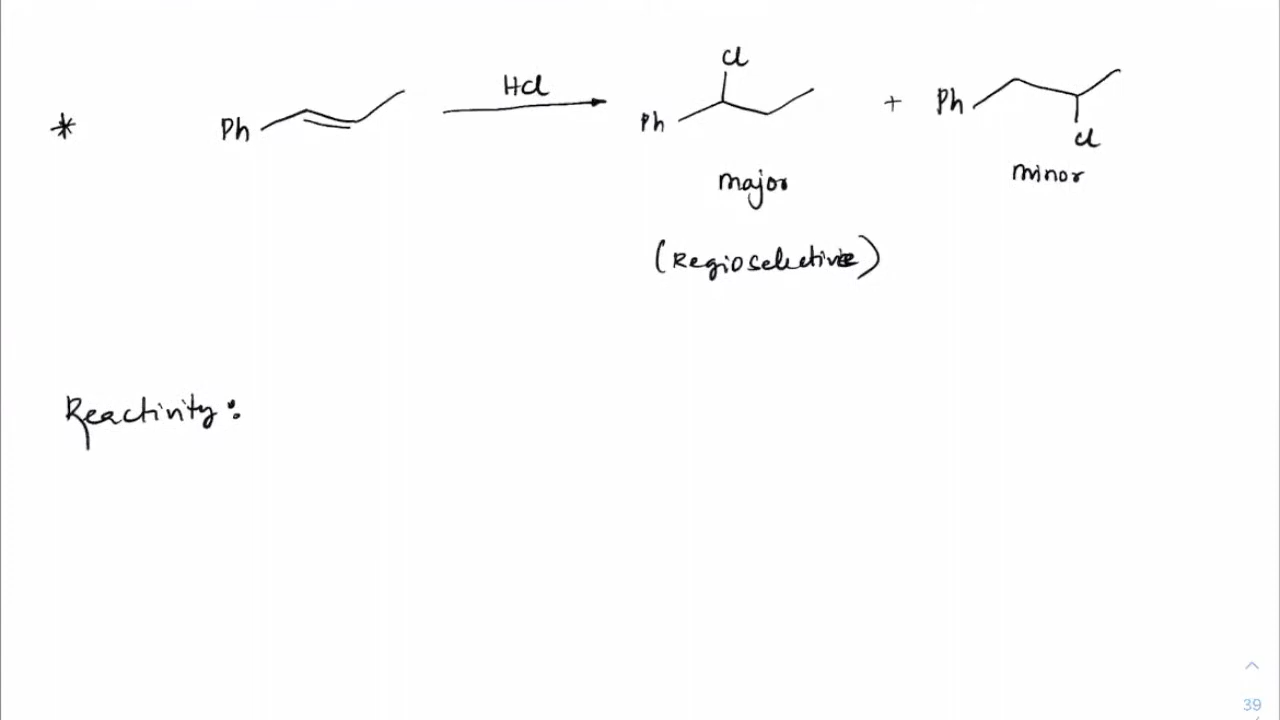 * Ph HCl Cl Ph + Ph Cl
major minor
(Regioselective)
Reactivity:
39